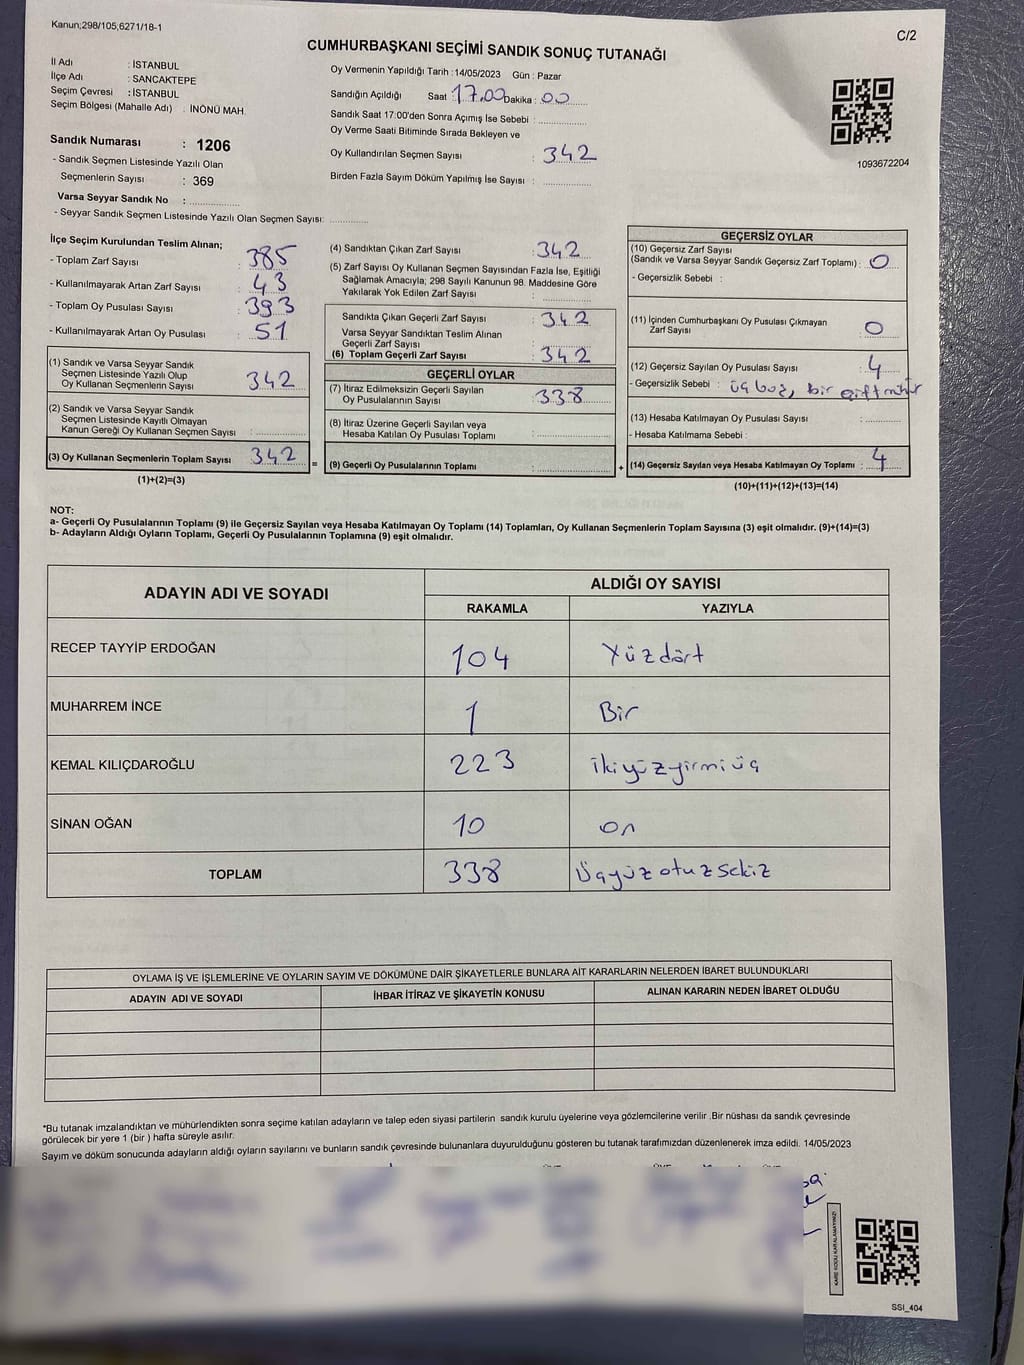 Kanun;298/105,6271/18-1
C/2
CUMHURBAŞKANI SEÇİMİ SANDIK SONUÇ TUTANAĞI
İl Adı : İSTANBUL
İlçe Adı : SANCAKTEPE
Seçim Çevresi : İSTANBUL
Seçim Bölgesi (Mahalle Adı) : İNÖNÜ MAH.
Oy Vermenin Yapıldığı Tarih :14/05/2023 Gün : Pazar
Sandığın Açıldığı Saat :17.00 Dakika : 00
Sandık Saat 17:00'den Sonra Açımış İse Sebebi :
Oy Verme Saati Bitiminde Sırada Bekleyen ve
Oy Kullandırılan Seçmen Sayısı : 342
Birden Fazla Sayım Döküm Yapılmış İse Sayısı :
1093672204
Sandık Numarası : 1206
- Sandık Seçmen Listesinde Yazılı Olan
Seçmenlerin Sayısı : 369
Varsa Seyyar Sandık No :
- Seyyar Sandık Seçmen Listesinde Yazılı Olan Seçmen Sayısı:
İlçe Seçim Kurulundan Teslim Alınan;
- Toplam Zarf Sayısı : 385
- Kullanılmayarak Artan Zarf Sayısı : 43
- Toplam Oy Pusulası Sayısı : 393
- Kullanılmayarak Artan Oy Pusulası : 51
(1) Sandık ve Varsa Seyyar Sandık
Seçmen Listesinde Yazılı Olup
Oy Kullanan Seçmenlerin Sayısı : 342
(2) Sandık ve Varsa Seyyar Sandık
Seçmen Listesinde Kayıtlı Olmayan
Kanun Gereği Oy Kullanan Seçmen Sayısı :
(3) Oy Kullanan Seçmenlerin Toplam Sayısı : 342
(1)+(2)=(3)
(4) Sandıktan Çıkan Zarf Sayısı : 342
(5) Zarf Sayısı Oy Kullanan Seçmen Sayısından Fazla İse, Eşitliği
Sağlamak Amacıyla; 298 Sayılı Kanunun 98. Maddesine Göre
Yakılarak Yok Edilen Zarf Sayısı :
Sandıkta Çıkan Geçerli Zarf Sayısı : 342
Varsa Seyyar Sandıktan Teslim Alınan
Geçerli Zarf Sayısı :
(6) Toplam Geçerli Zarf Sayısı : 342
GEÇERLİ OYLAR
(7) İtiraz Edilmeksizin Geçerli Sayılan
Oy Pusulalarının Sayısı : 338
(8) İtiraz Üzerine Geçerli Sayılan veya
Hesaba Katılan Oy Pusulası Toplamı :
= (9) Geçerli Oy Pusulalarının Toplamı : +
GEÇERSİZ OYLAR
(10) Geçersiz Zarf Sayısı
(Sandık ve Varsa Seyyar Sandık Geçersiz Zarf Toplamı) : 0
- Geçersizlik Sebebi :
(11) İçinden Cumhurbaşkanı Oy Pusulası Çıkmayan
Zarf Sayısı : 0
(12) Geçersiz Sayılan Oy Pusulası Sayısı : 4
- Geçersizlik Sebebi : üç boş, bir çift mühür
(13) Hesaba Katılmayan Oy Pusulası Sayısı :
- Hesaba Katılmama Sebebi :
(14) Geçersiz Sayılan veya Hesaba Katılmayan Oy Toplamı : 4
(10)+(11)+(12)+(13)=(14)
NOT:
a- Geçerli Oy Pusulalarının Toplamı (9) ile Geçersiz Sayılan veya Hesaba Katılmayan Oy Toplamı (14) Toplamları, Oy Kullanan Seçmenlerin Toplam Sayısına (3) eşit olmalıdır. (9)+(14)=(3)
b- Adayların Aldığı Oyların Toplamı, Geçerli Oy Pusulalarının Toplamına (9) eşit olmalıdır.
ADAYIN ADI VE SOYADI ALDIĞI OY SAYISI
RAKAMLA YAZIYLA
RECEP TAYYİP ERDOĞAN 104 Yüzdört
MUHARREM İNCE 1 Bir
KEMAL KILIÇDAROĞLU 223 ikiyüzyirmiüç
SİNAN OĞAN 10 on
TOPLAM 338 Üçyüzotuzsekiz
OYLAMA İŞ VE İŞLEMLERİNE VE OYLARIN SAYIM VE DÖKÜMÜNE DAİR ŞİKAYETLERLE BUNLARA AİT KARARLARIN NELERDEN İBARET BULUNDUKLARI
ADAYIN ADI VE SOYADI İHBAR İTİRAZ VE ŞİKAYETİN KONUSU ALINAN KARARIN NEDEN İBARET OLDUĞU
*Bu tutanak imzalandıktan ve mühürlendikten sonra seçime katılan adayların ve talep eden siyasi partilerin sandık kurulu üyelerine veya gözlemcilerine verilir .Bir nüshası da sandık çevresinde
görülecek bir yere 1 (bir ) hafta süreyle asılır.
Sayım ve döküm sonucunda adayların aldığı oyların sayılarını ve bunların sandık çevresinde bulunanlara duyurulduğunu gösteren bu tutanak tarafımızdan düzenlenerek imza edildi. 14/05/2023
KARE KODU KARALAMAYINIZ!
SSI_404